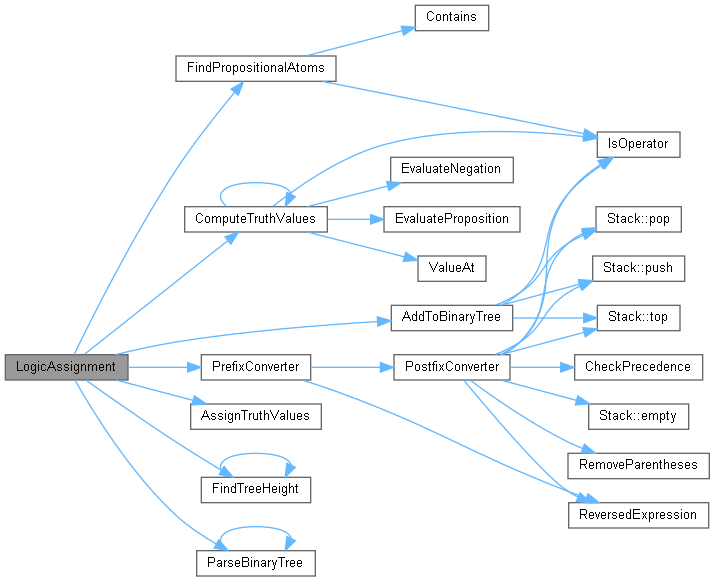 Contains
FindPropositionalAtoms
IsOperator
EvaluateNegation
ComputeTruthValues
EvaluateProposition
Stack::pop
ValueAt
Stack::push
AddToBinaryTree
Stack::top
LogicAssignment
PrefixConverter
PostfixConverter
CheckPrecedence
AssignTruthValues
Stack::empty
RemoveParentheses
FindTreeHeight
ReversedExpression
ParseBinaryTree